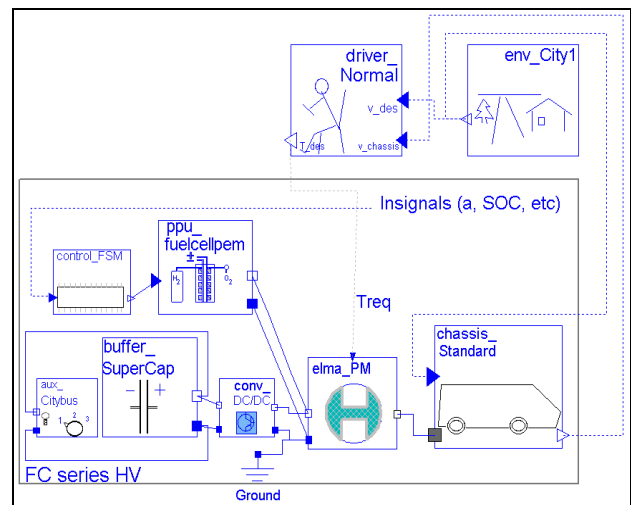 driver_
Normal
env_City1
v_des
T_des
v_chassis
Insignals (a, SOC, etc)
ppu_
fuelcellpem
±
H2
O2
control_FSM
Treq
chassis_
Standard
buffer_
SuperCap
elma_PM
aux_
Citybus
1 2 3
− +
conv_
DC/DC
H
FC series HV
Ground